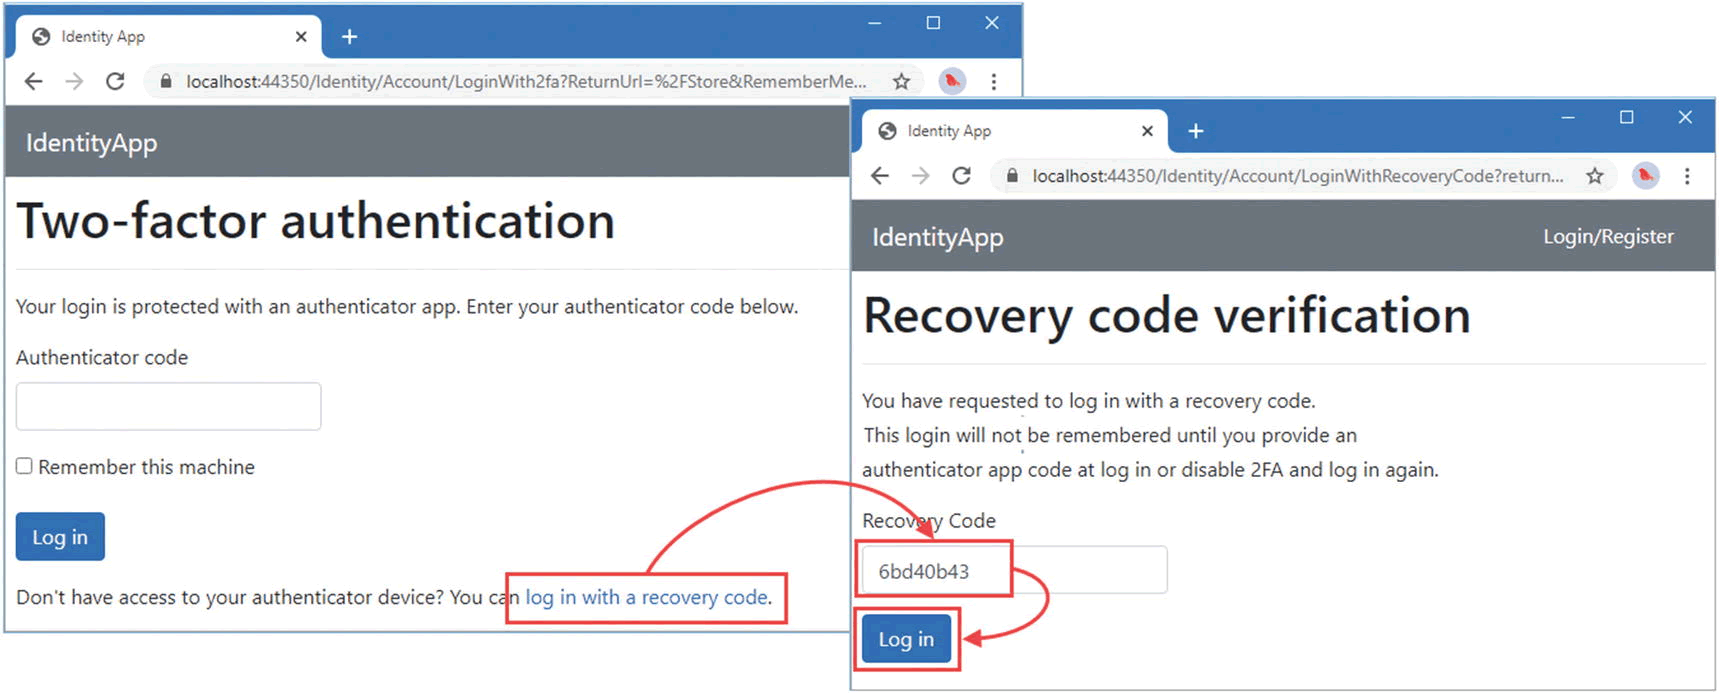 Identity App
localhost:44350/Identity/Account/LoginWith2fa?ReturnUrl=%2FStore&RememberMe...
IdentityApp
Two-factor authentication
Your login is protected with an authenticator app. Enter your authenticator code below.
Authenticator code
Remember this machine
Log in
Don't have access to your authenticator device? You can log in with a recovery code.
Identity App
localhost:44350/Identity/Account/LoginWithRecoveryCode?return...
IdentityApp
Login/Register
Recovery code verification
You have requested to log in with a recovery code.
This login will not be remembered until you provide an
authenticator app code at log in or disable 2FA and log in again.
Recovery Code
6bd40b43
Log in